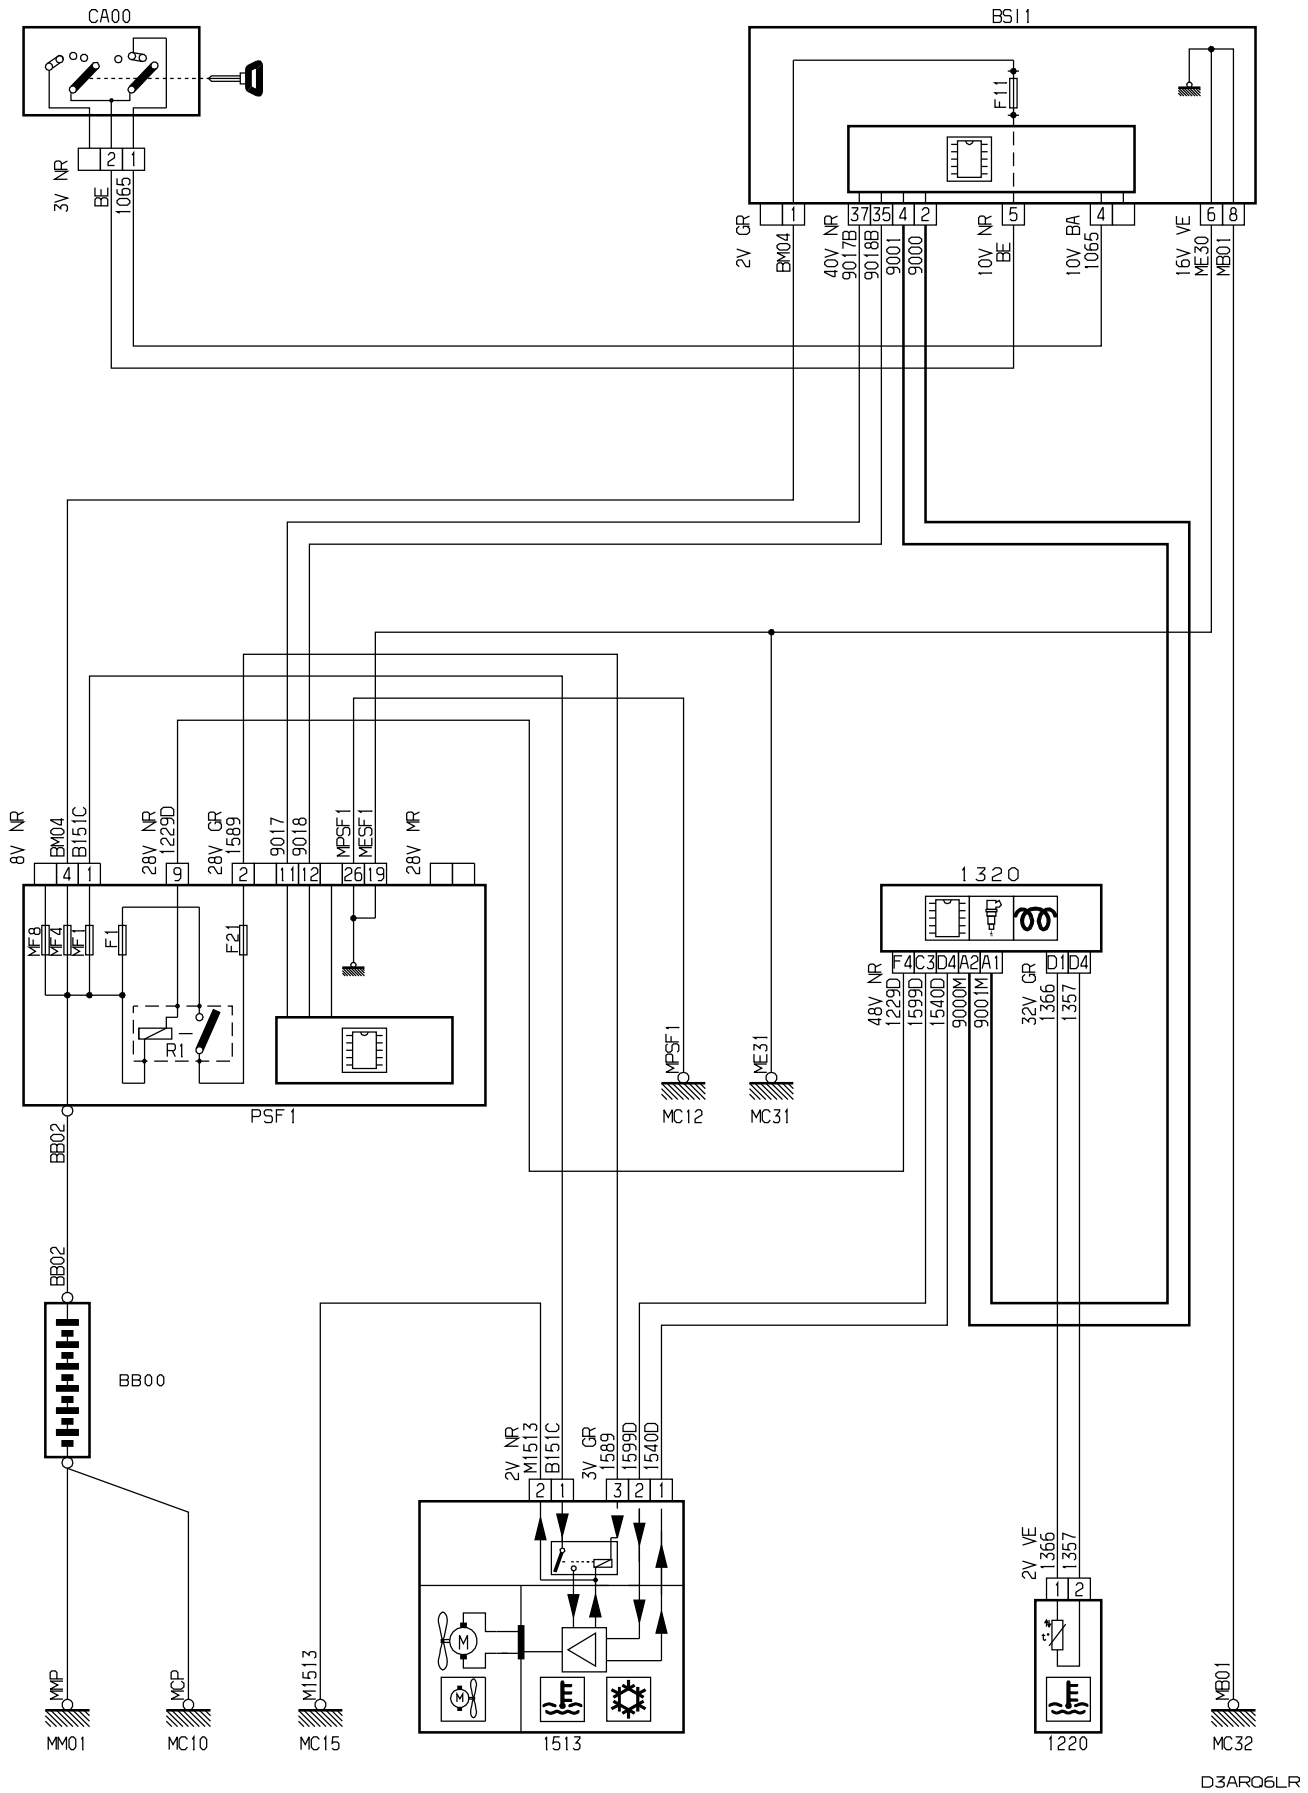 CA00
BSI1
F11
2
1
3V NR
BE
1065
1
37
35
4
2
5
4
6
8
2V GR
BM04
40V NR
9017B
9018B
9001
9000
10V NR
BE
10V BA
1065
16V VE
ME30
MB01
8V NR
BM04
B151C
28V NR
1229D
28V GR
1589
9017
9018
MPSF1
MESF1
28V MR
4
1
9
2
11
12
26
19
MF8
MF4
MF1
F1
F21
R1
PSF1
1320
F4
C3
D4
A2
A1
D1
D4
48V NR
1229D
1599D
1540D
9000M
9001M
32V GR
1366
1357
MPSF1
MC12
ME31
MC31
BB02
BB02
BB00
2V NR
M1513
B151C
3V GR
1589
1599D
1540D
2
1
3
2
1
M
M
1513
2V VE
1366
1357
1
2
t°
1220
MMP
MM01
MCP
MC10
M1513
MC15
MB01
MC32
D3ARQ6LR